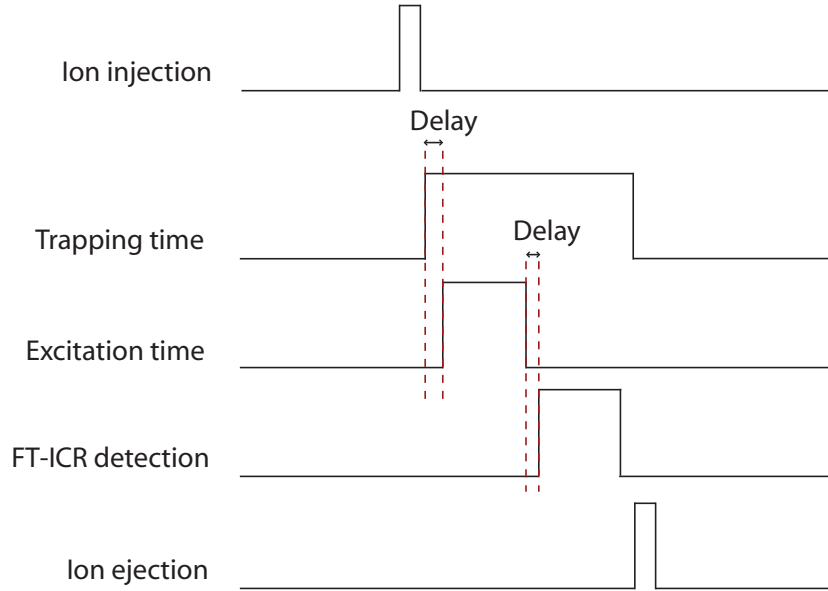 Ion injection
Delay
Trapping time
Delay
Excitation time
FT-ICR detection
Ion ejection